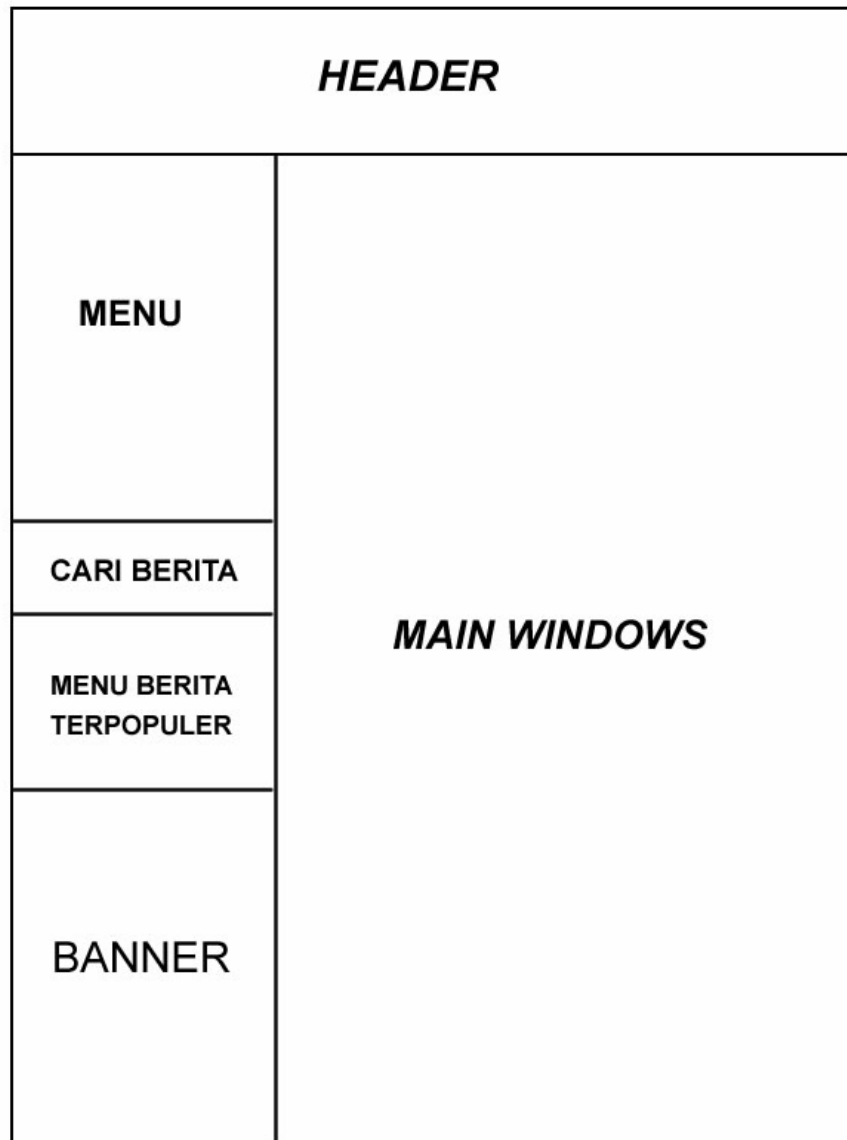 HEADER
MENU
CARI BERITA
MENU BERITA
TERPOPULER
BANNER
MAIN WINDOWS